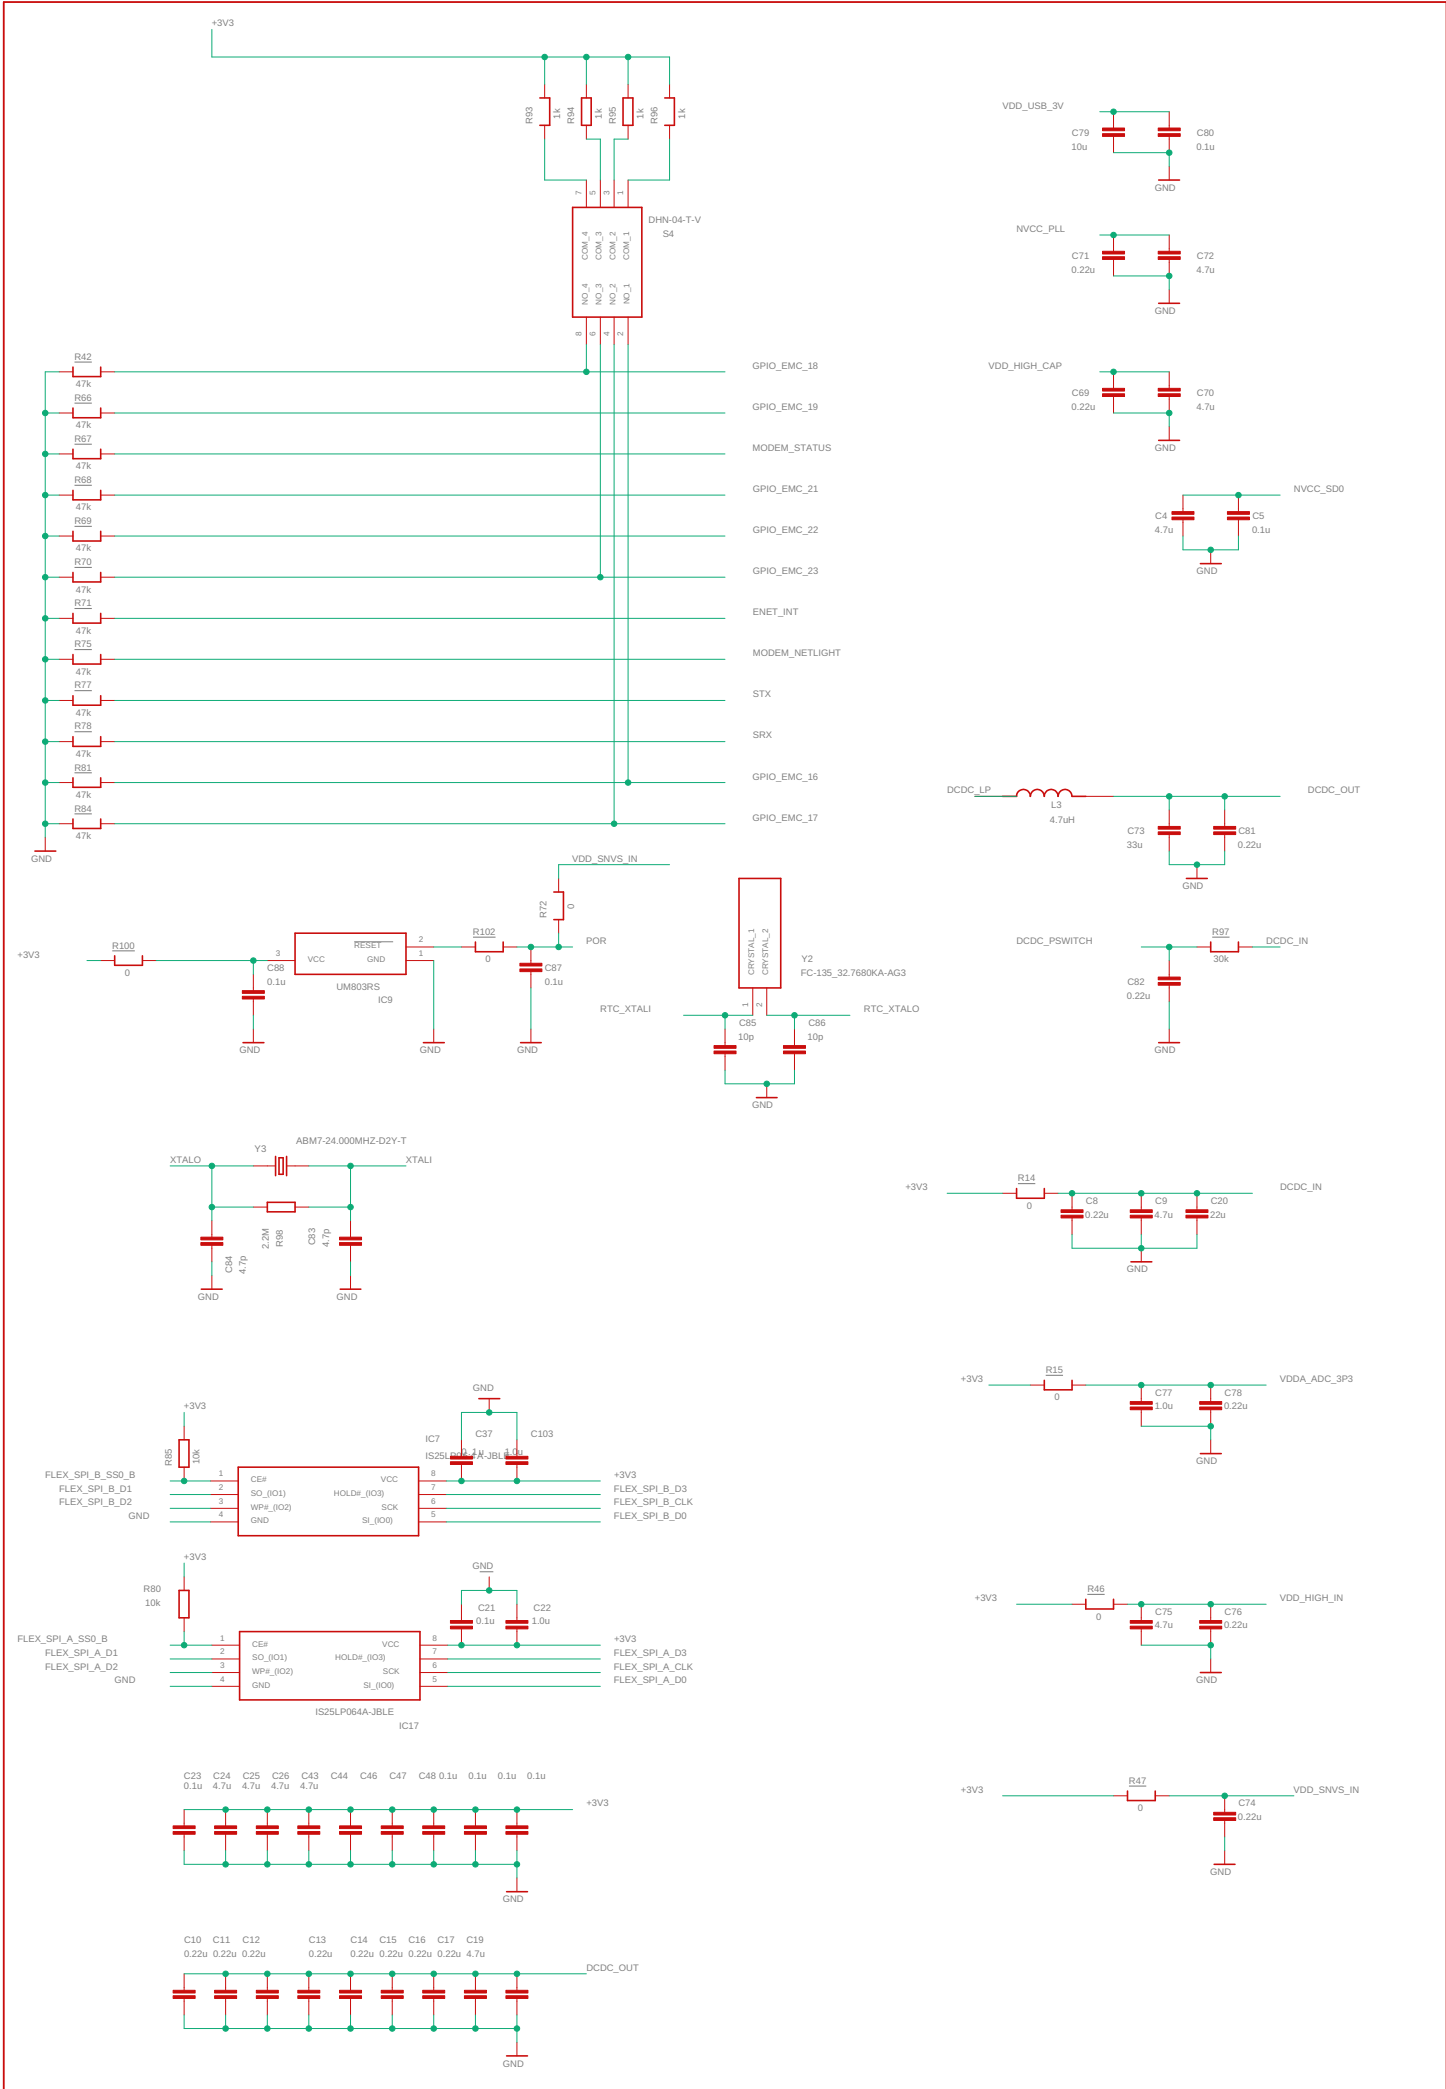 +3V3
R93
1k
R94
1k
R95
1k
R96
1k
7
5
3
1
DHN-04-T-V
S4
COM_4
COM_3
COM_2
COM_1
NO_4
NO_3
NO_2
NO_1
8
6
4
2
R42
47k
GPIO_EMC_18
R66
47k
GPIO_EMC_19
R67
47k
MODEM_STATUS
R68
47k
GPIO_EMC_21
R69
47k
GPIO_EMC_22
R70
47k
GPIO_EMC_23
R71
47k
ENET_INT
R75
47k
MODEM_NETLIGHT
R77
47k
STX
R78
47k
SRX
R81
47k
GPIO_EMC_16
R84
47k
GPIO_EMC_17
GND
VDD_USB_3V
C79
10u
C80
0.1u
GND
NVCC_PLL
C71
0.22u
C72
4.7u
GND
VDD_HIGH_CAP
C69
0.22u
C70
4.7u
GND
NVCC_SD0
C4
4.7u
C5
0.1u
GND
DCDC_LP
L3
4.7uH
DCDC_OUT
C73
33u
C81
0.22u
GND
VDD_SNVS_IN
R72
0
+3V3
R100
0
C88
0.1u
GND
3
VCC
RESET
GND
2
1
UM803RS
IC9
GND
R102
0
POR
C87
0.1u
GND
CRYSTAL_1
CRYSTAL_2
1
2
Y2
FC-135_32.7680KA-AG3
RTC_XTALI
RTC_XTALO
C85
10p
C86
10p
GND
DCDC_PSWITCH
R97
30k
DCDC_IN
C82
0.22u
GND
ABM7-24.000MHZ-D2Y-T
Y3
XTALO
XTALI
2.2M
R98
C83
4.7p
C84
4.7p
GND
GND
+3V3
R14
0
DCDC_IN
C8
0.22u
C9
4.7u
C20
22u
GND
+3V3
R15
0
VDDA_ADC_3P3
C77
1.0u
C78
0.22u
GND
GND
+3V3
R85
10k
IC7
C37
0.1u
C103
1.0u
IS25LP064A-JBLE
FLEX_SPI_B_SS0_B
FLEX_SPI_B_D1
FLEX_SPI_B_D2
GND
1
2
3
4
CE#
SO_(IO1)
WP#_(IO2)
GND
VCC
HOLD#_(IO3)
SCK
SI_(IO0)
8
7
6
5
+3V3
FLEX_SPI_B_D3
FLEX_SPI_B_CLK
FLEX_SPI_B_D0
+3V3
R80
10k
GND
C21
0.1u
C22
1.0u
FLEX_SPI_A_SS0_B
FLEX_SPI_A_D1
FLEX_SPI_A_D2
GND
1
2
3
4
CE#
SO_(IO1)
WP#_(IO2)
GND
VCC
HOLD#_(IO3)
SCK
SI_(IO0)
8
7
6
5
+3V3
FLEX_SPI_A_D3
FLEX_SPI_A_CLK
FLEX_SPI_A_D0
IS25LP064A-JBLE
IC17
+3V3
R46
0
VDD_HIGH_IN
C75
4.7u
C76
0.22u
GND
C23 C24 C25 C26 C43 C44 C46 C47 C48 0.1u 0.1u 0.1u 0.1u
0.1u 4.7u 4.7u 4.7u 4.7u
+3V3
GND
+3V3
R47
0
VDD_SNVS_IN
C74
0.22u
GND
C10 C11 C12 C13 C14 C15 C16 C17 C19
0.22u 0.22u 0.22u 0.22u 0.22u 0.22u 0.22u 0.22u 4.7u
DCDC_OUT
GND